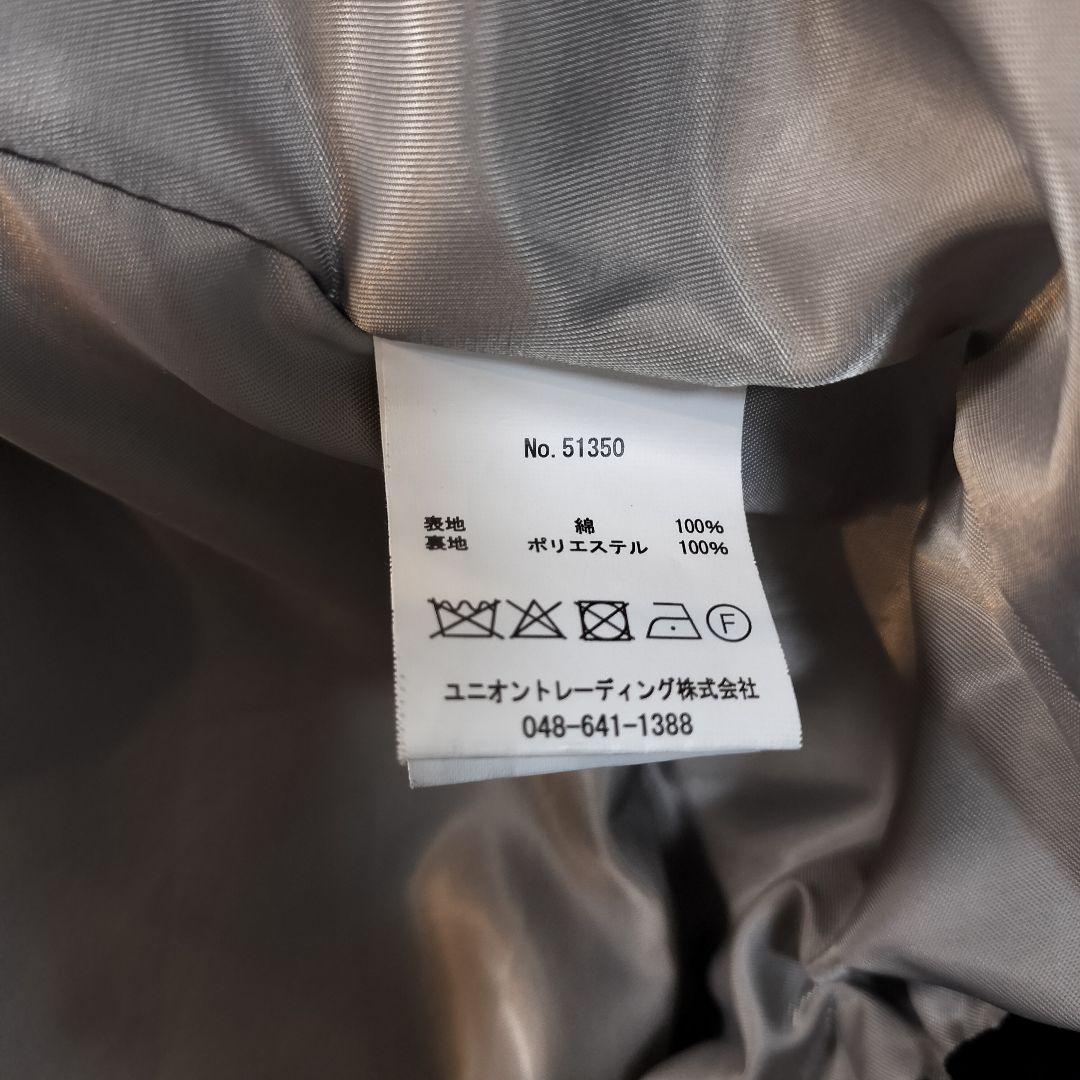 No. 51350
表地 綿 100%
裏地 ポリエステル 100%
F
ユニオントレーディング株式会社
048-641-1388